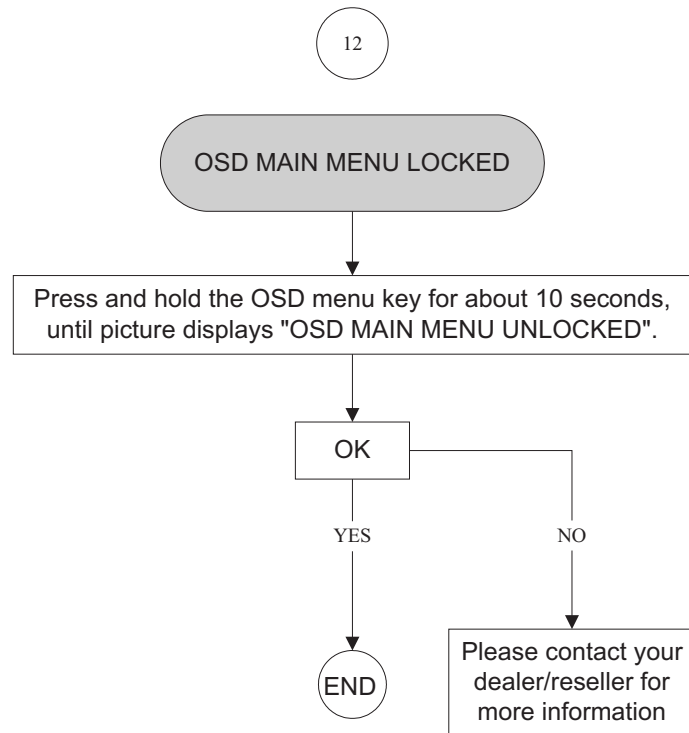 12
OSD MAIN MENU LOCKED
Press and hold the OSD menu key for about 10 seconds,
until picture displays "OSD MAIN MENU UNLOCKED".
OK
YES
NO
END
Please contact your
dealer/reseller for
more information